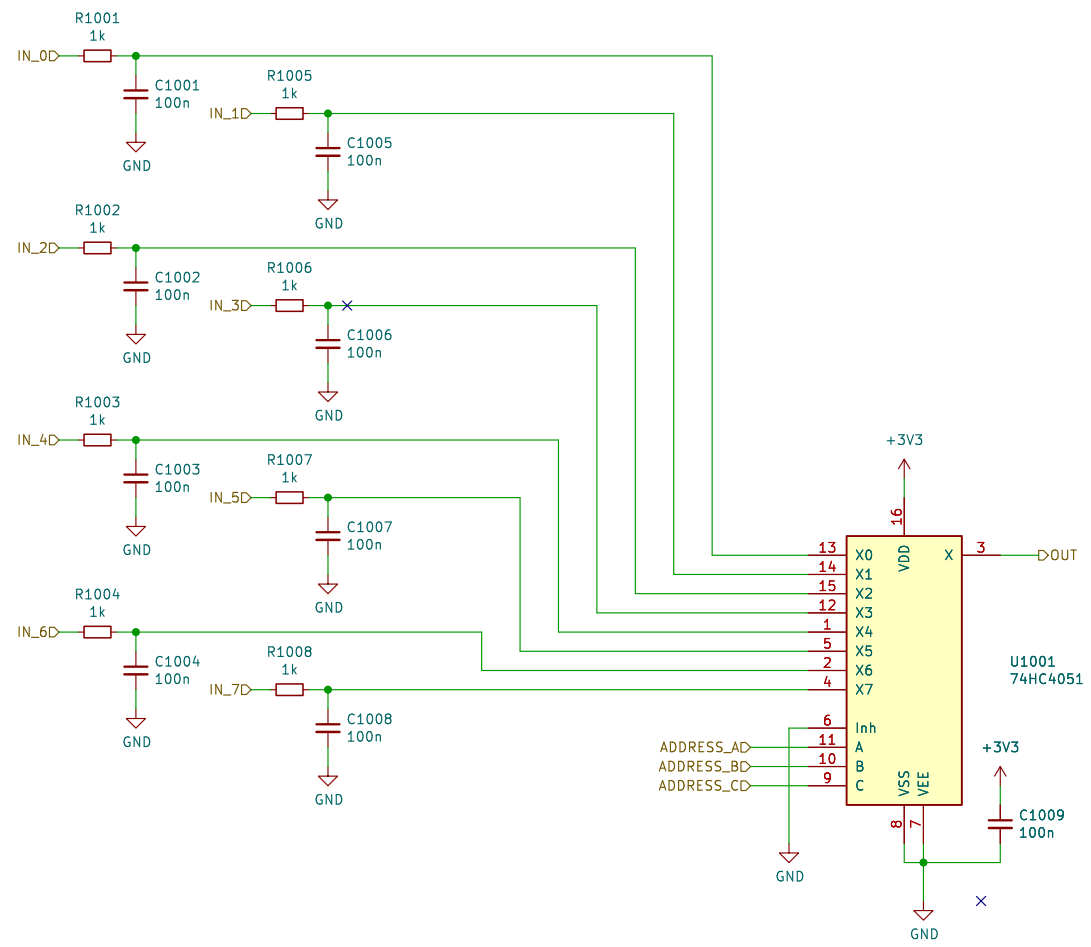 R1001
1k
IN_0
C1001
100n
GND
R1005
1k
IN_1
C1005
100n
GND
R1002
1k
IN_2
C1002
100n
GND
R1006
1k
IN_3
C1006
100n
GND
R1003
1k
IN_4
C1003
100n
GND
R1007
1k
IN_5
C1007
100n
GND
R1004
1k
IN_6
C1004
100n
GND
R1008
1k
IN_7
C1008
100n
GND
+3V3
16
VDD
13 X0
14 X1
15 X2
12 X3
1 X4
5 X5
2 X6
4 X7
X 3 OUT
U1001
74HC4051
6 Inh
ADDRESS_A 11 A
ADDRESS_B 10 B
ADDRESS_C 9 C
VSS
VEE
8
7
GND
+3V3
C1009
100n
GND